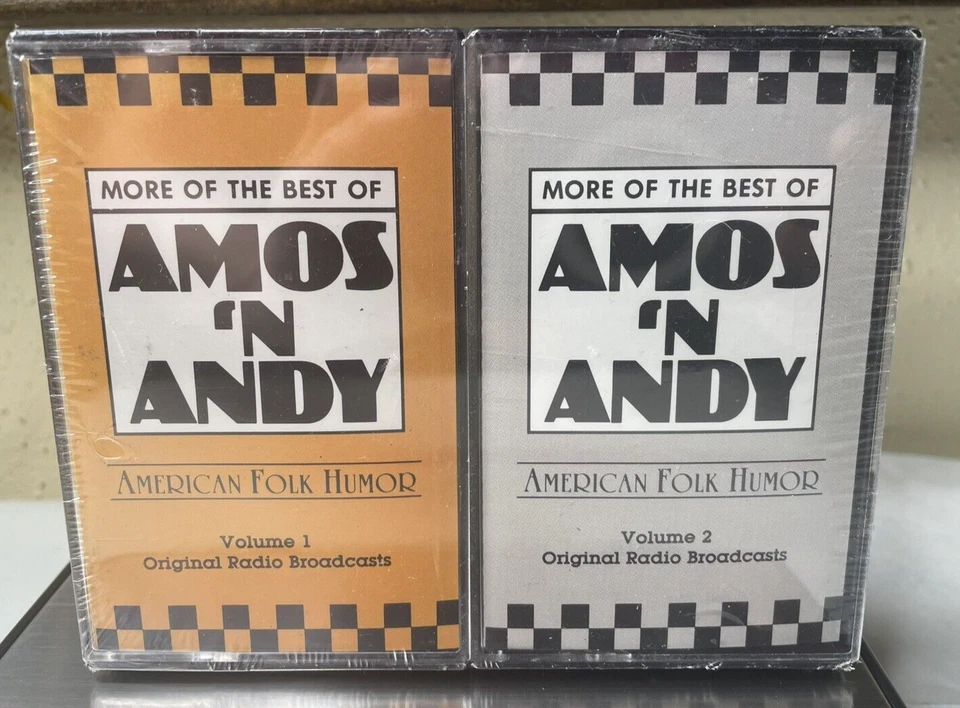 MORE OF THE BEST OF
AMOS
'N
ANDY
AMERICAN FOLK HUMOR
Volume 1
Original Radio Broadcasts
MORE OF THE BEST OF
AMOS
'N
ANDY
AMERICAN FOLK HUMOR
Volume 2
Original Radio Broadcasts